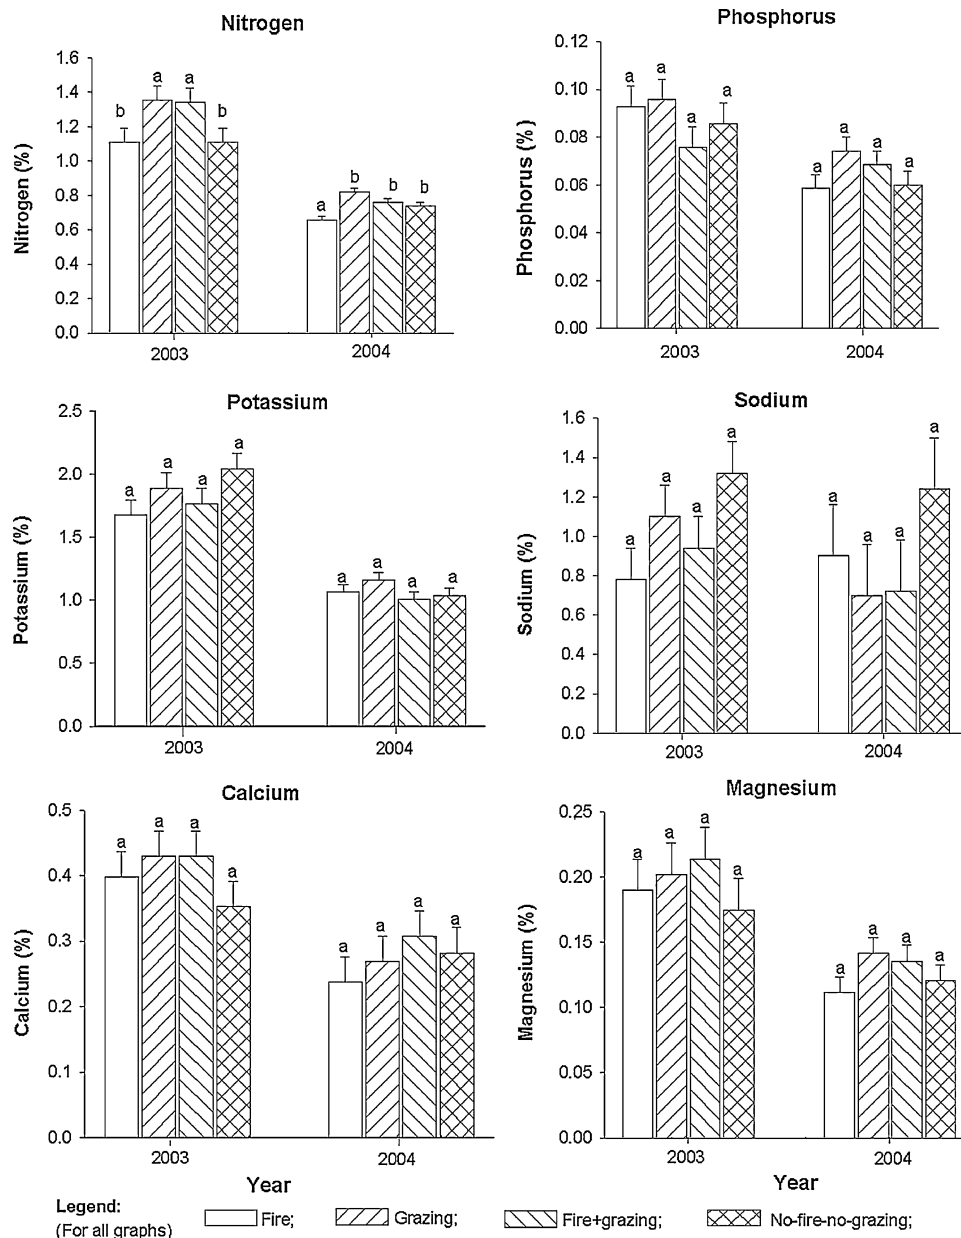 Nitrogen
Nitrogen (%)
1.6
1.4
1.2
1.0
0.8
0.6
0.4
0.2
0.0
b
a
a
b
a
b
b
b
2003
2004
Phosphorus
Phosphorus (%)
0.12
0.10
0.08
0.06
0.04
0.02
0.00
a
a
a
a
a
a
a
a
2003
2004
Potassium
Potassium (%)
2.5
2.0
1.5
1.0
0.5
0.0
a
a
a
a
a
a
a
a
2003
2004
Sodium
Sodium (%)
1.6
1.4
1.2
1.0
0.8
0.6
0.4
0.2
0.0
a
a
a
a
a
a
a
a
2003
2004
Calcium
Calcium (%)
0.5
0.4
0.3
0.2
0.1
0.0
a
a
a
a
a
a
a
a
2003
2004
Year
Magnesium
Magnesium (%)
0.25
0.20
0.15
0.10
0.05
0.00
a
a
a
a
a
a
a
a
2003
2004
Year
Legend:
(For all graphs)
Fire;
Grazing;
Fire+grazing;
No-fire-no-grazing;